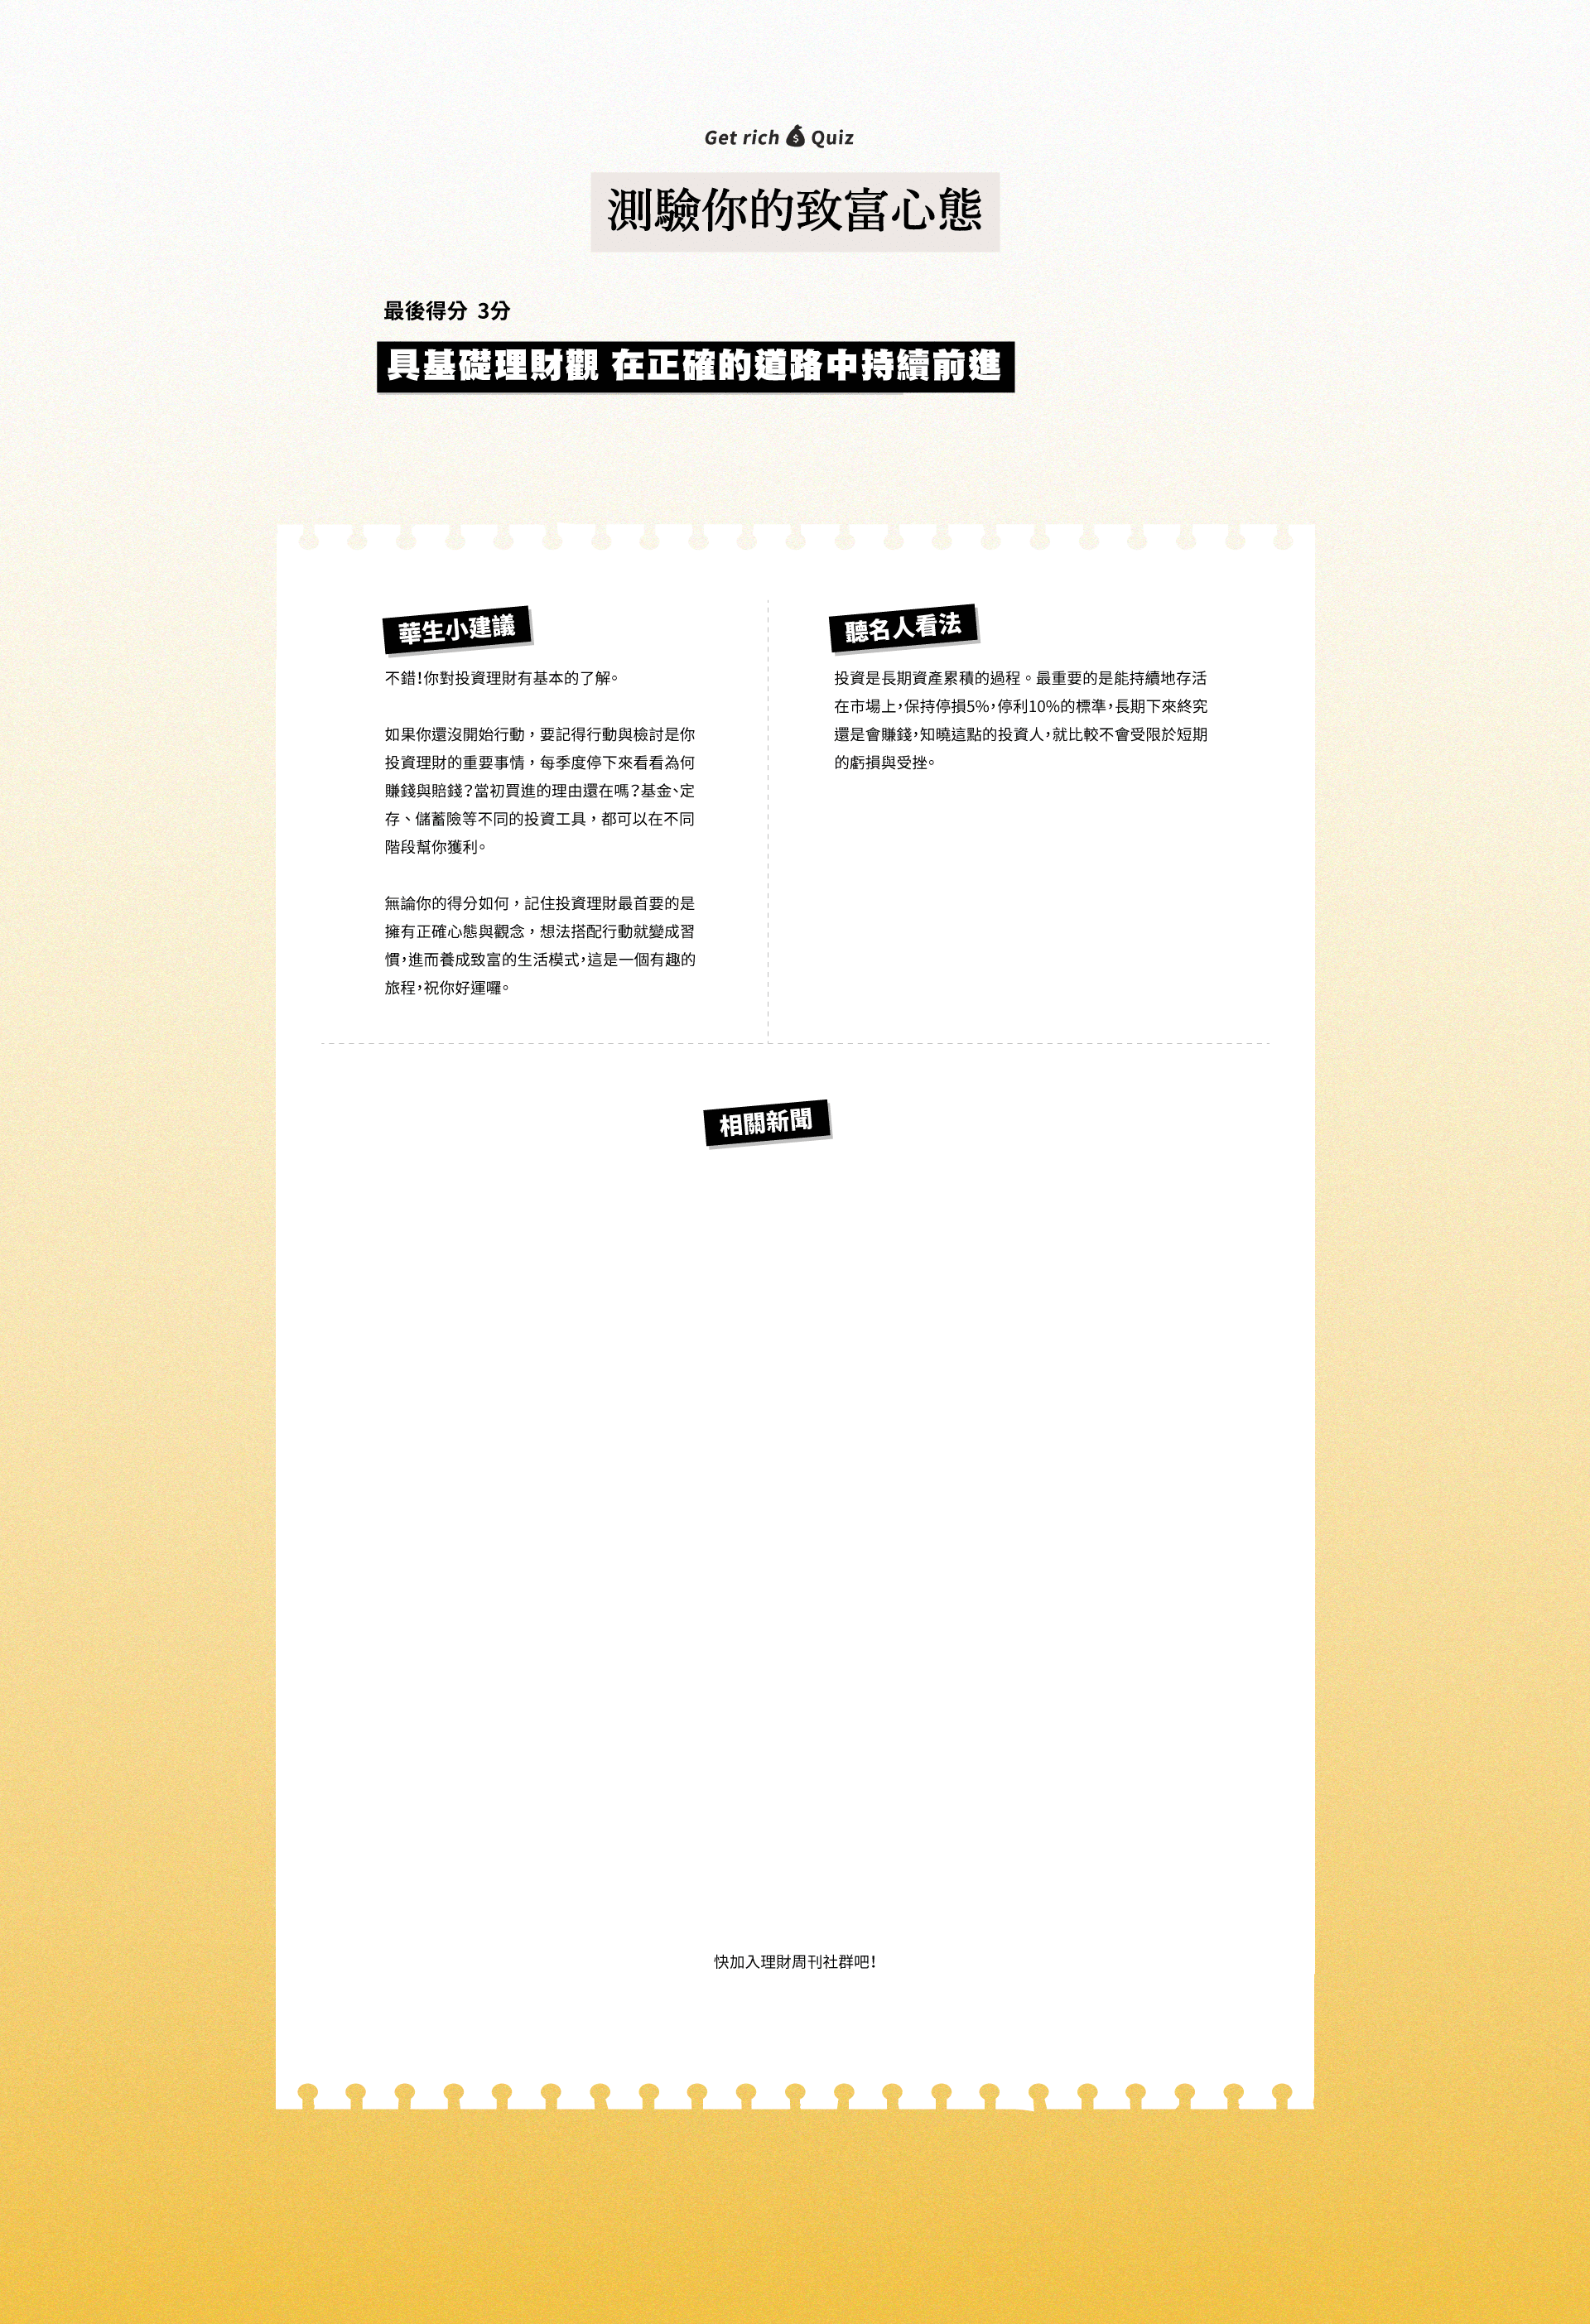 Get rich Quiz
測驗你的致富心態
最後得分 3分
具基礎理財觀 在正確的道路中持續前進
華生小建議
不錯!你對投資理財有基本的了解。
如果你還沒開始行動，要記得行動與檢討是你
投資理財的重要事情，每季度停下來看看為何
賺錢與賠錢?當初買進的理由還在嗎?基金、定
存、儲蓄險等不同的投資工具，都可以在不同
階段幫你獲利。
無論你的得分如何，記住投資理財最首要的是
擁有正確心態與觀念，想法搭配行動就變成習
慣，進而養成致富的生活模式，這是一個有趣的
旅程，祝你好運囉。
聽名人看法
投資是長期資產累積的過程。最重要的是能持續地存活
在市場上，保持停損5%，停利10%的標準，長期下來終究
還是會賺錢，知曉這點的投資人，就比較不會受限於短期
的虧損與受挫。
相關新聞
快加入理財周刊社群吧!